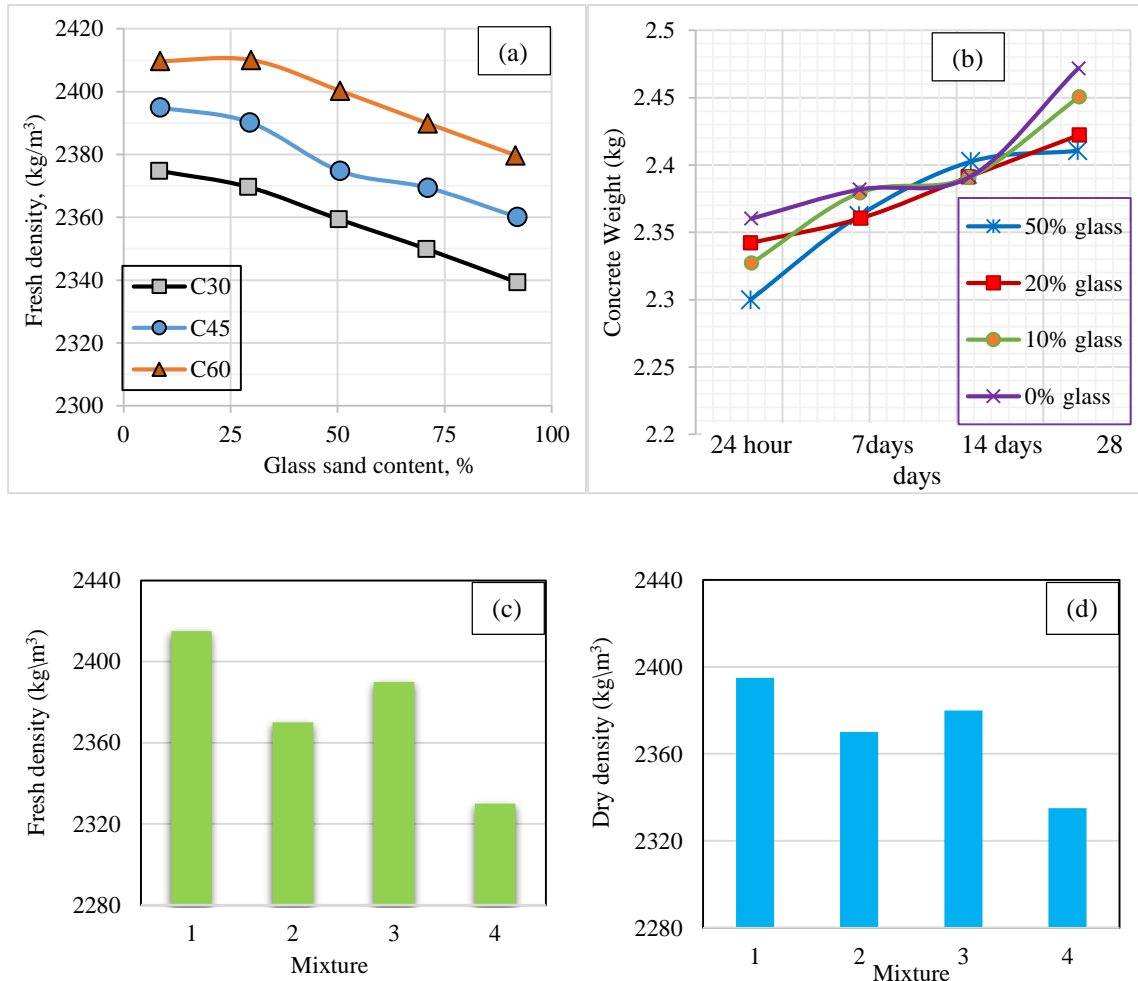 (a)
Fresh density, (kg/m³)
2420
2400
2380
2360
2340
2320
2300
C30
C45
C60
0 25 50 75 100
Glass sand content, %
(b)
Concrete Weight (kg)
2.5
2.45
2.4
2.35
2.3
2.25
2.2
50% glass
20% glass
10% glass
0% glass
24 hour 7days 14 days 28
days
(c)
Fresh density (kg\m³)
2440
2400
2360
2320
2280
1 2 3 4
Mixture
(d)
Dry density (kg\m³)
2440
2400
2360
2320
2280
1 2 3 4
Mixture